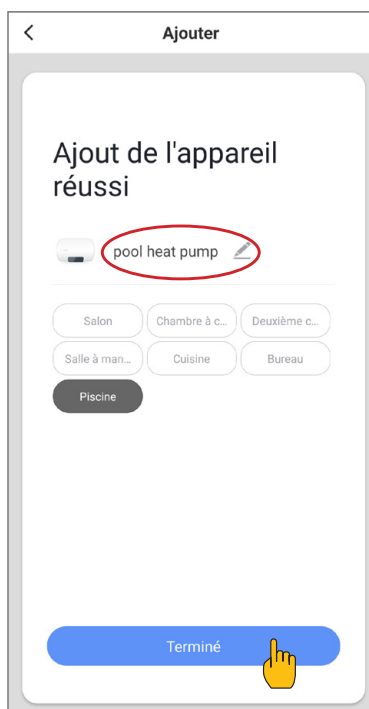 Ajouter
Ajout de l'appareil
réussi
pool heat pump
Salon
Chambre à c...
Deuxième c...
Salle à man...
Cuisine
Bureau
Piscine
Terminé